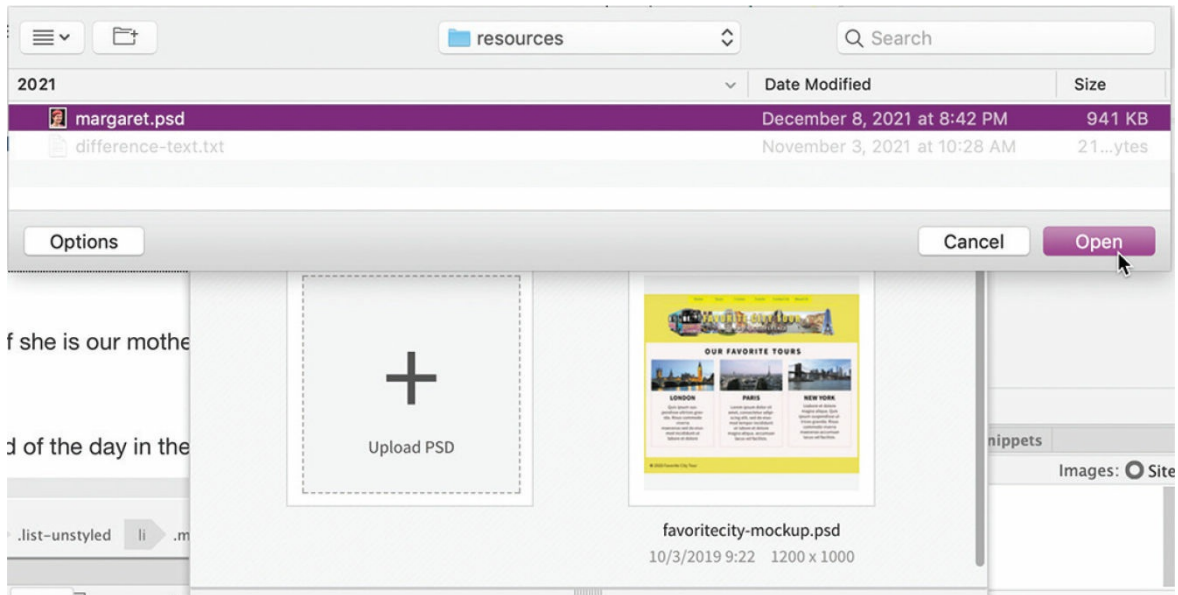 resources
Search
2021 Date Modified Size
margaret.psd December 8, 2021 at 8:42 PM 941 KB
difference-text.txt November 3, 2021 at 10:28 AM 21...ytes
Options Cancel Open
f she is our mothe
d of the day in the
Upload PSD
OUR FAVORITE TOURS
LONDON PARIS NEW YORK
favoritecity-mockup.psd
10/3/2019 9:22 1200 x 1000
nippets
Images: Site
.list-unstyled li .m